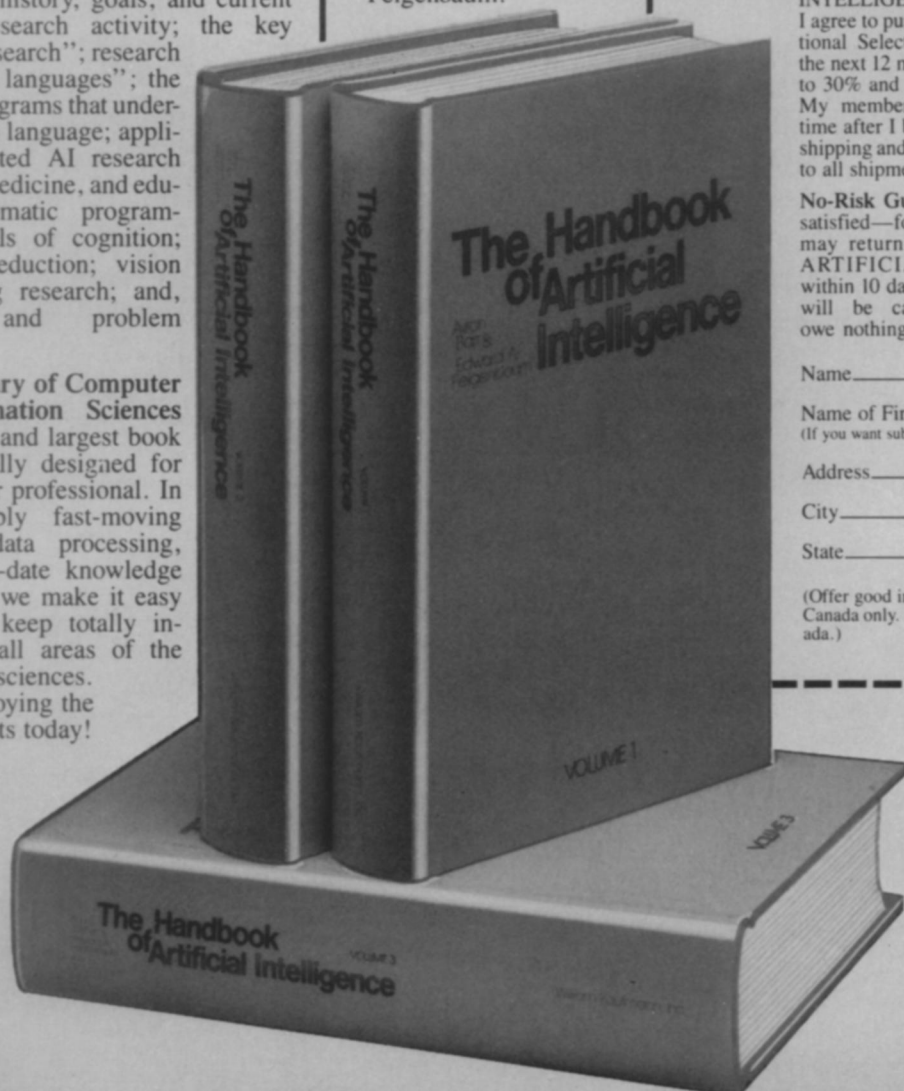 history, goals, and current
search activity; the key
search"; research
languages"; the
grams that under-
language; appli-
ted AI research
edicine, and edu-
matic program-
ls of cognition;
eduction; vision
research; and,
and problem
ry of Computer
nation Sciences
and largest book
lly designed for
professional. In
bly fast-moving
data processing,
-date knowledge
we make it easy
keep totally in-
all areas of the
sciences.
oying the
ts today!
Feigenbaum.
The Handbook
of Artificial Intelligence
The Handbook
of Artificial Intelligence
The Handbook
of Artificial
Intelligence
Avron
Barr &
Edward A.
Feigenbaum
VOLUME 1
VOLUME 3
The Handbook
of Artificial Intelligence
VOLUME 3
I agree to pu
tional Selec
the next 12 m
to 30% and
My membe
time after I
shipping and
to all shipme
No-Risk Gu
satisfied—fo
may return
ARTIFICI
within 10 da
will be ca
owe nothing
Name
Name of Fir
(If you want sub
Address
City
State
(Offer good in
Canada only.
ada.)